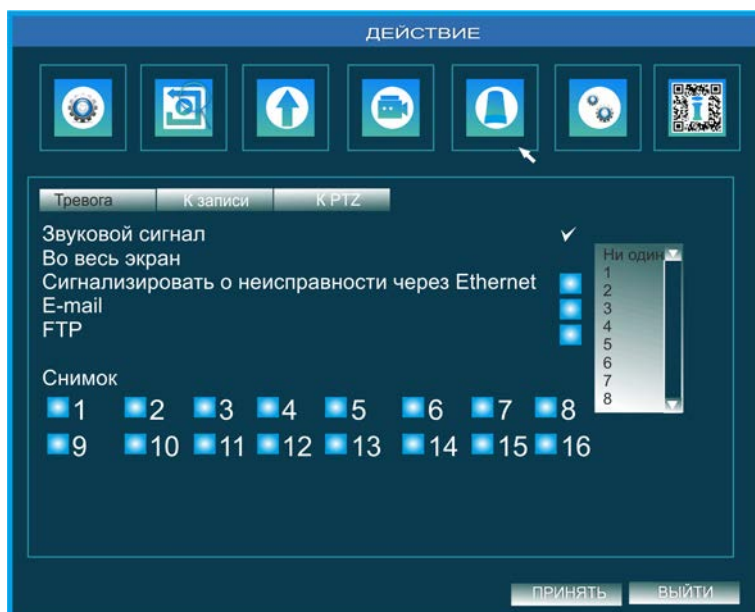 ДЕЙСТВИЕ
Тревога К записи К PTZ
Звуковой сигнал
Во весь экран
Сигнализировать о неисправности через Ethernet
E-mail
FTP
Ни один
1
2
3
4
5
6
7
8
Снимок
1 2 3 4 5 6 7 8
9 10 11 12 13 14 15 16
ПРИНЯТЬ ВЫЙТИ